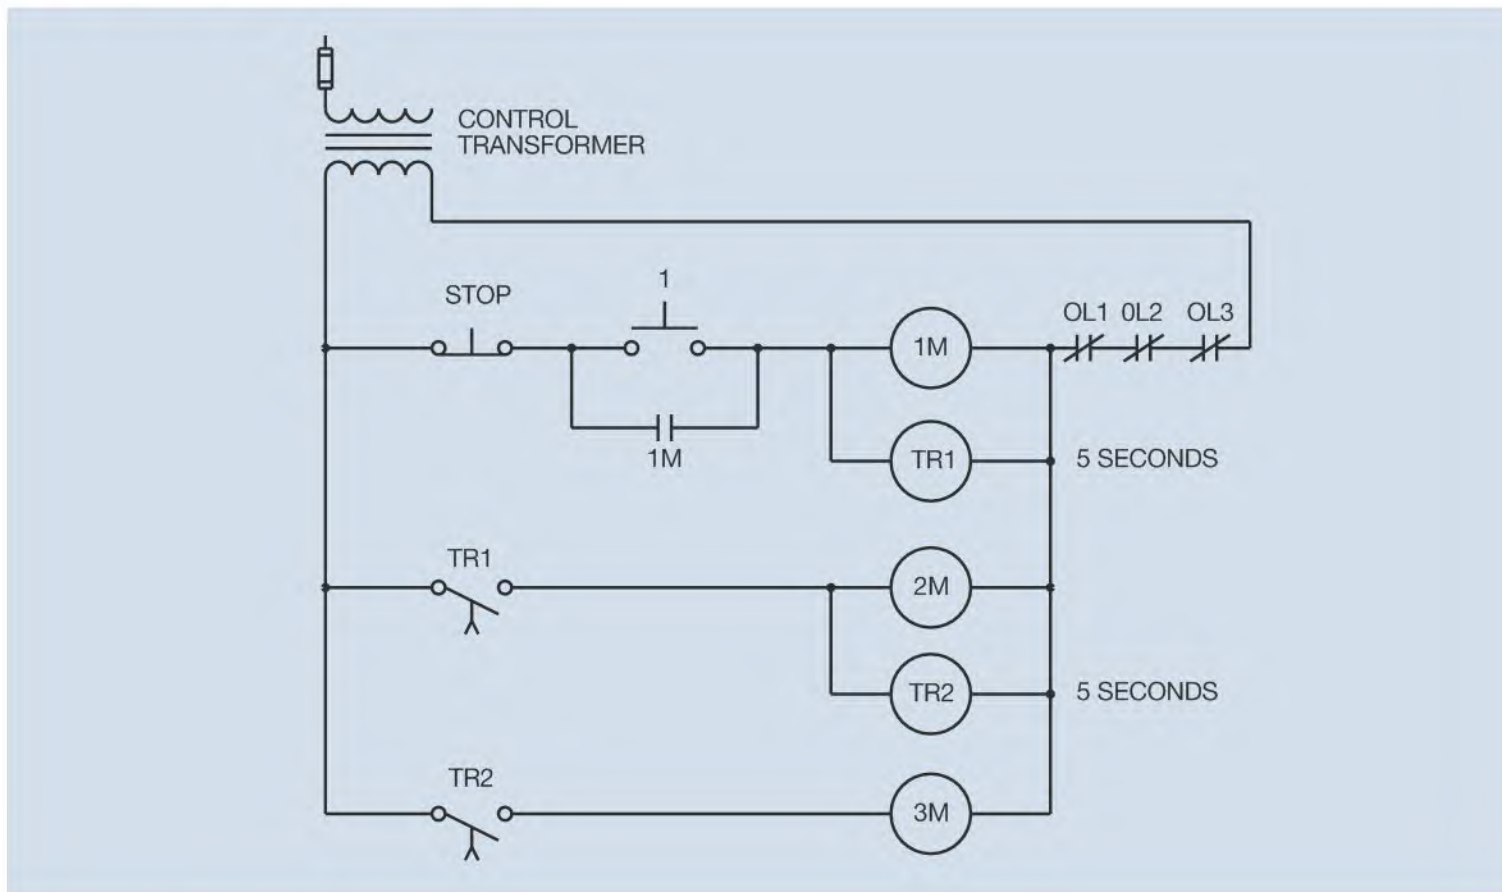 CONTROL
TRANSFORMER
STOP
1
1M
OL1
0L2
OL3
1M
TR1
5 SECONDS
TR1
2M
TR2
5 SECONDS
TR2
3M